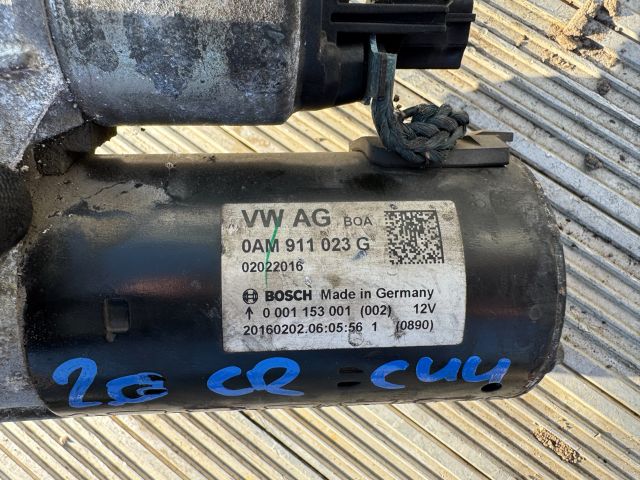 VW AG BOA
0AM 911 023 G
02022016
BOSCH Made in Germany
↑ 0 001 153 001 (002) 12V
20160202.06:05:56 1 (0890)
CR CUU